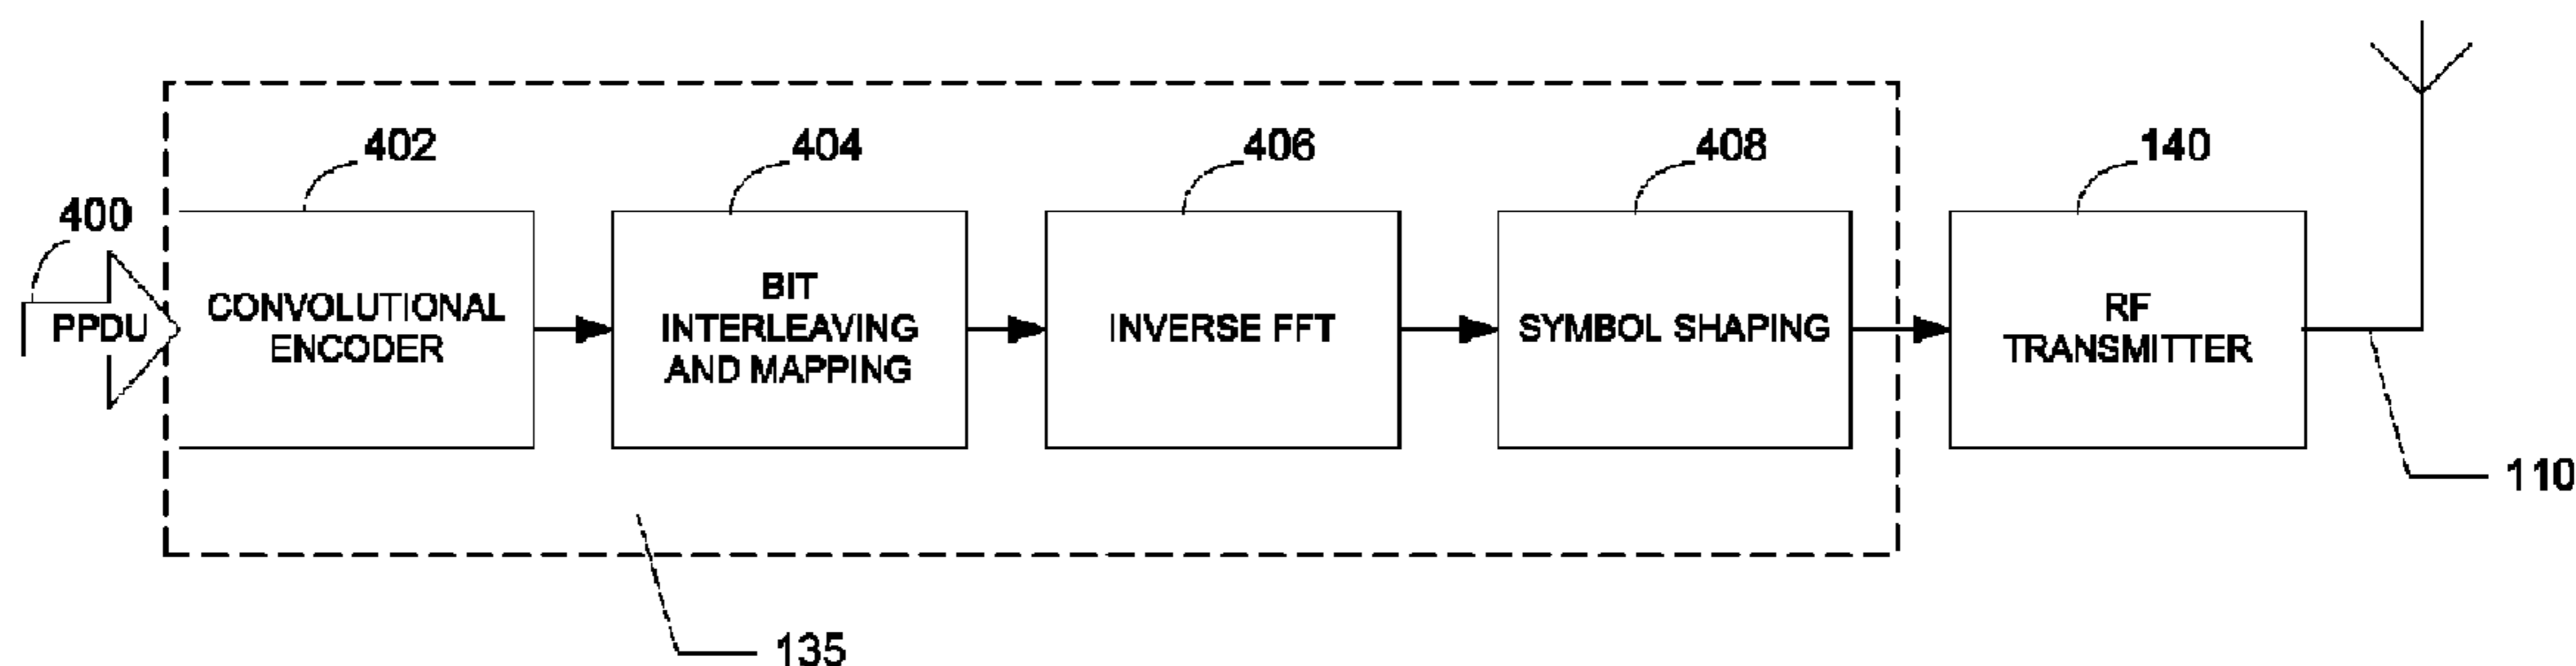 402
404
406
408
140
400
PPDU
CONVOLUTIONAL
ENCODER
BIT
INTERLEAVING
AND MAPPING
INVERSE FFT
SYMBOL SHAPING
RF
TRANSMITTER
110
135